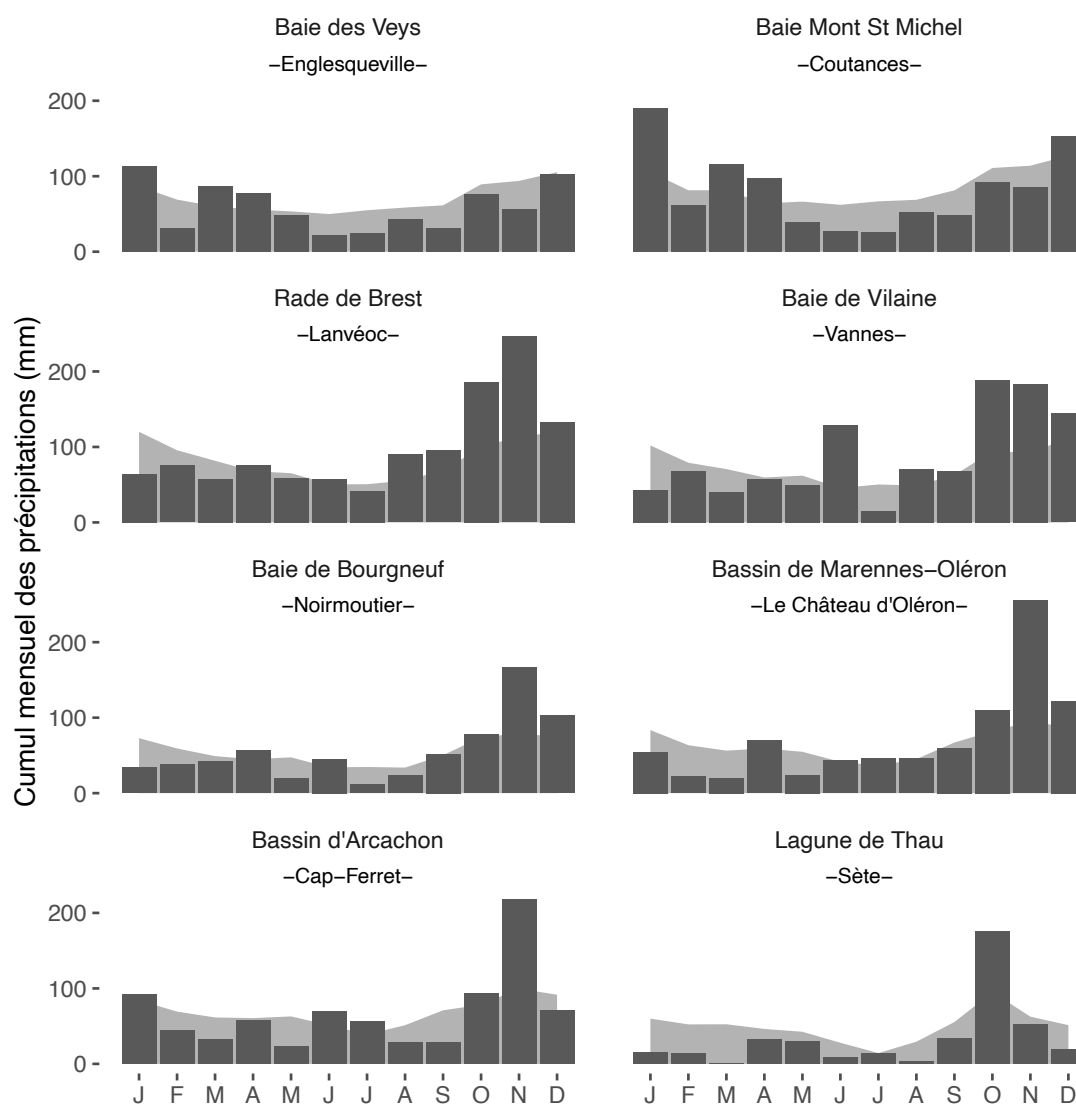 Cumul mensuel des précipitations (mm)
Baie des Veys
–Englesqueville–
Baie Mont St Michel
–Coutances–
200
100
0
Rade de Brest
–Lanvéoc–
Baie de Vilaine
–Vannes–
200
100
0
Baie de Bourgneuf
–Noirmoutier–
Bassin de Marennes–Oléron
–Le Château d'Oléron–
200
100
0
Bassin d'Arcachon
–Cap–Ferret–
Lagune de Thau
–Sète–
200
100
0
J F M A M J J A S O N D
J F M A M J J A S O N D